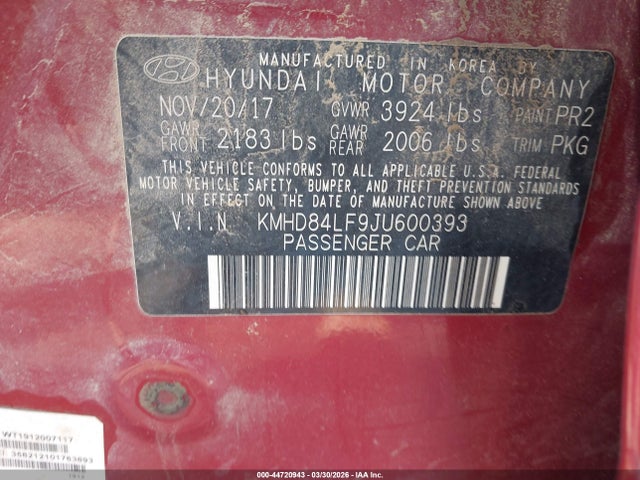 MANUFACTURED IN KOREA BY
HYUNDAI MOTOR COMPANY
NOV/20/17 GVWR 3924 lbs PAINT PR2
GAWR FRONT 2183 lbs GAWR REAR 2006 lbs TRIM PKG
THIS VEHICLE CONFORMS TO ALL APPLICABLE U.S.A. FEDERAL
MOTOR VEHICLE SAFETY, BUMPER, AND THEFT PREVENTION
STANDARDS IN EFFECT ON THE DATE OF MANUFACTURE SHOWN ABOVE.
V.I.N KMHD84LF9JU600393
PASSENGER CAR
WT1912007117
358212101763893
000-44720943 - 03/30/2026 - © IAA Inc.